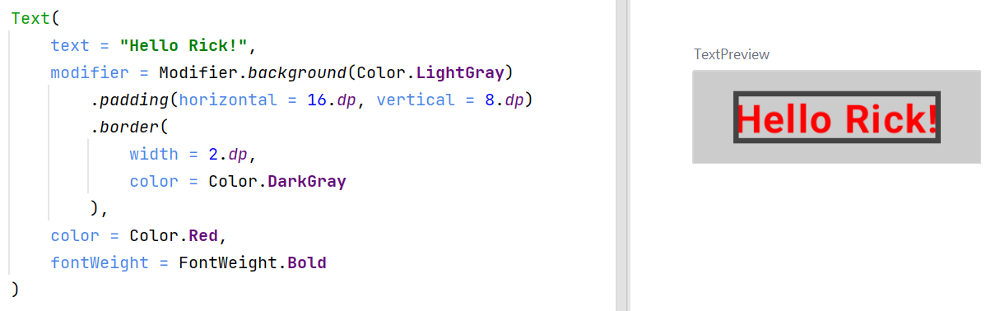 Text(
    text = "Hello Rick!",
    modifier = Modifier.background(Color.LightGray)
        .padding(horizontal = 16.dp, vertical = 8.dp)
        .border(
            width = 2.dp,
            color = Color.DarkGray
        ),
    color = Color.Red,
    fontWeight = FontWeight.Bold
)
TextPreview
Hello Rick!